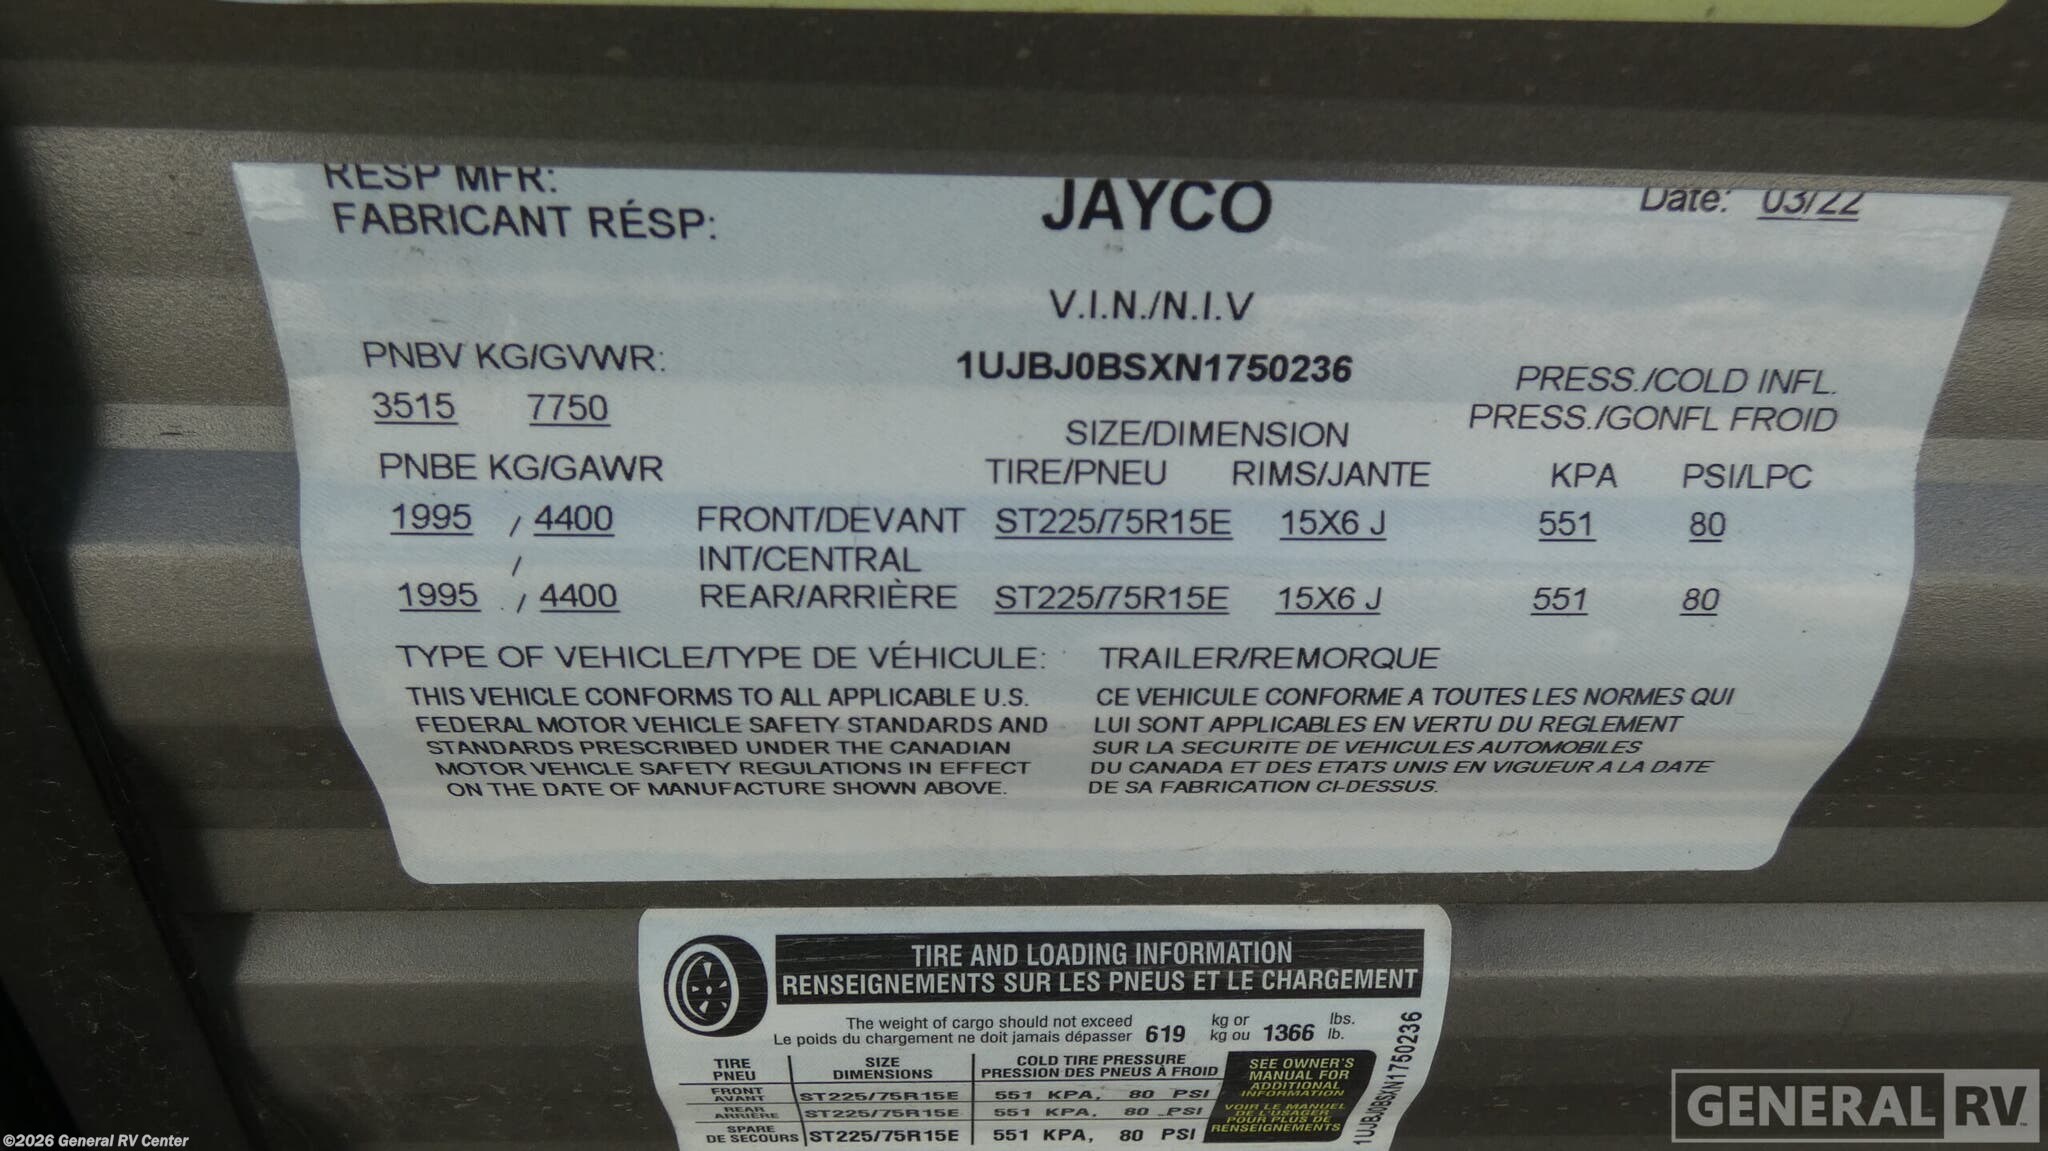 RESP MFR: JAYCO Date: 03/22
FABRICANT RÉSP:
V.I.N./N.I.V
PNBV KG/GVWR: 1UJBJ0BSXN1750236 PRESS./COLD INFL.
3515 7750 SIZE/DIMENSION PRESS./GONFL FROID
PNBE KG/GAWR TIRE/PNEU RIMS/JANTE KPA PSI/LPC
1995 / 4400 FRONT/DEVANT ST225/75R15E 15X6 J 551 80
/ INT/CENTRAL
1995 / 4400 REAR/ARRIÈRE ST225/75R15E 15X6 J 551 80
TYPE OF VEHICLE/TYPE DE VÉHICULE: TRAILER/REMORQUE
THIS VEHICLE CONFORMS TO ALL APPLICABLE U.S.
FEDERAL MOTOR VEHICLE SAFETY STANDARDS AND
STANDARDS PRESCRIBED UNDER THE CANADIAN
MOTOR VEHICLE SAFETY REGULATIONS IN EFFECT
ON THE DATE OF MANUFACTURE SHOWN ABOVE.
CE VEHICULE CONFORME A TOUTES LES NORMES QUI
LUI SONT APPLICABLES EN VERTU DU REGLEMENT
SUR LA SECURITE DE VEHICULES AUTOMOBILES
DU CANADA ET DES ETATS UNIS EN VIGUEUR A LA DATE
DE SA FABRICATION CI-DESSUS.
TIRE AND LOADING INFORMATION
RENSEIGNEMENTS SUR LES PNEUS ET LE CHARGEMENT
The weight of cargo should not exceed
Le poids du chargement ne doit jamais dépasser 619 kg or
kg ou 1366 lbs.
lb.
TIRE
PNEU
SIZE
DIMENSIONS
COLD TIRE PRESSURE
PRESSION DES PNEUS À FROID
FRONT
AVANT ST225/75R15E 551 KPA, 80 PSI
REAR
ARRIÈRE ST225/75R15E 551 KPA, 80 PSI
SPARE
DE SECOURS ST225/75R15E 551 KPA, 80 PSI
SEE OWNER'S
MANUAL FOR
ADDITIONAL
INFORMATION
VOIR LE MANUEL
DE L'USAGER
POUR PLUS DE
RENSEIGNEMENTS
1UJBJ0BSXN1750236
GENERAL RV
©2026 General RV Center